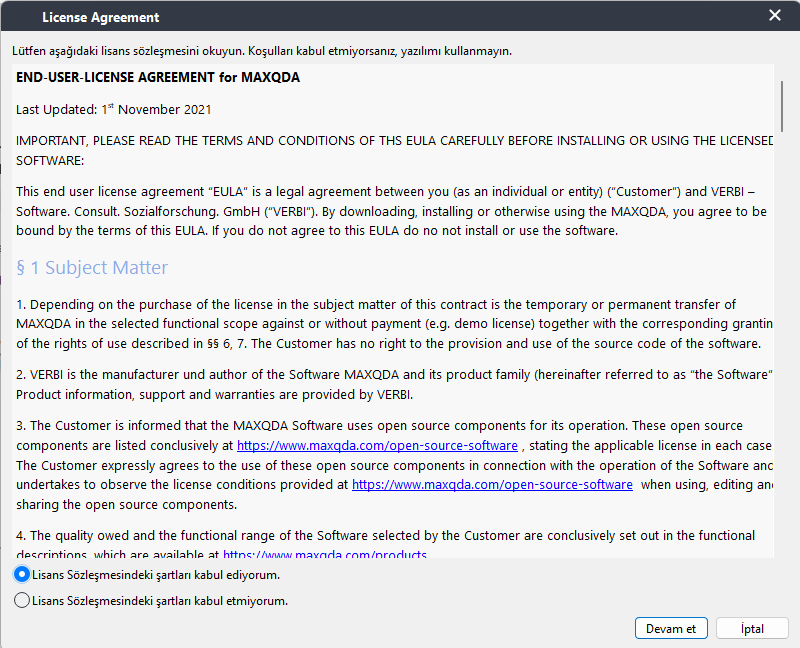 License Agreement
Lütfen aşağıdaki lisans sözleşmesini okuyun. Koşulları kabul etmiyorsanız, yazılımı kullanmayın.
END-USER-LICENSE AGREEMENT for MAXQDA
Last Updated: 1st November 2021
IMPORTANT, PLEASE READ THE TERMS AND CONDITIONS OF THS EULA CAREFULLY BEFORE INSTALLING OR USING THE LICENSED
SOFTWARE:
This end user license agreement “EULA” is a legal agreement between you (as an individual or entity) (“Customer”) and VERBI –
Software. Consult. Sozialforschung. GmbH (“VERBI”). By downloading, installing or otherwise using the MAXQDA, you agree to be
bound by the terms of this EULA. If you do not agree to this EULA do no not install or use the software.
§ 1 Subject Matter
1. Depending on the purchase of the license in the subject matter of this contract is the temporary or permanent transfer of
MAXQDA in the selected functional scope against or without payment (e.g. demo license) together with the corresponding grantin
of the rights of use described in §§ 6, 7. The Customer has no right to the provision and use of the source code of the software.
2. VERBI is the manufacturer und author of the Software MAXQDA and its product family (hereinafter referred to as “the Software”
Product information, support and warranties are provided by VERBI.
3. The Customer is informed that the MAXQDA Software uses open source components for its operation. These open source
components are listed conclusively at https://www.maxqda.com/open-source-software , stating the applicable license in each case
The Customer expressly agrees to the use of these open source components in connection with the operation of the Software and
undertakes to observe the license conditions provided at https://www.maxqda.com/open-source-software when using, editing and
sharing the open source components.
4. The quality owed and the functional range of the Software selected by the Customer are conclusively set out in the functional
descriptions, which are available at https://www.maxqda.com/products
Lisans Sözleşmesindeki şartları kabul ediyorum.
Lisans Sözleşmesindeki şartları kabul etmiyorum.
Devam et
İptal